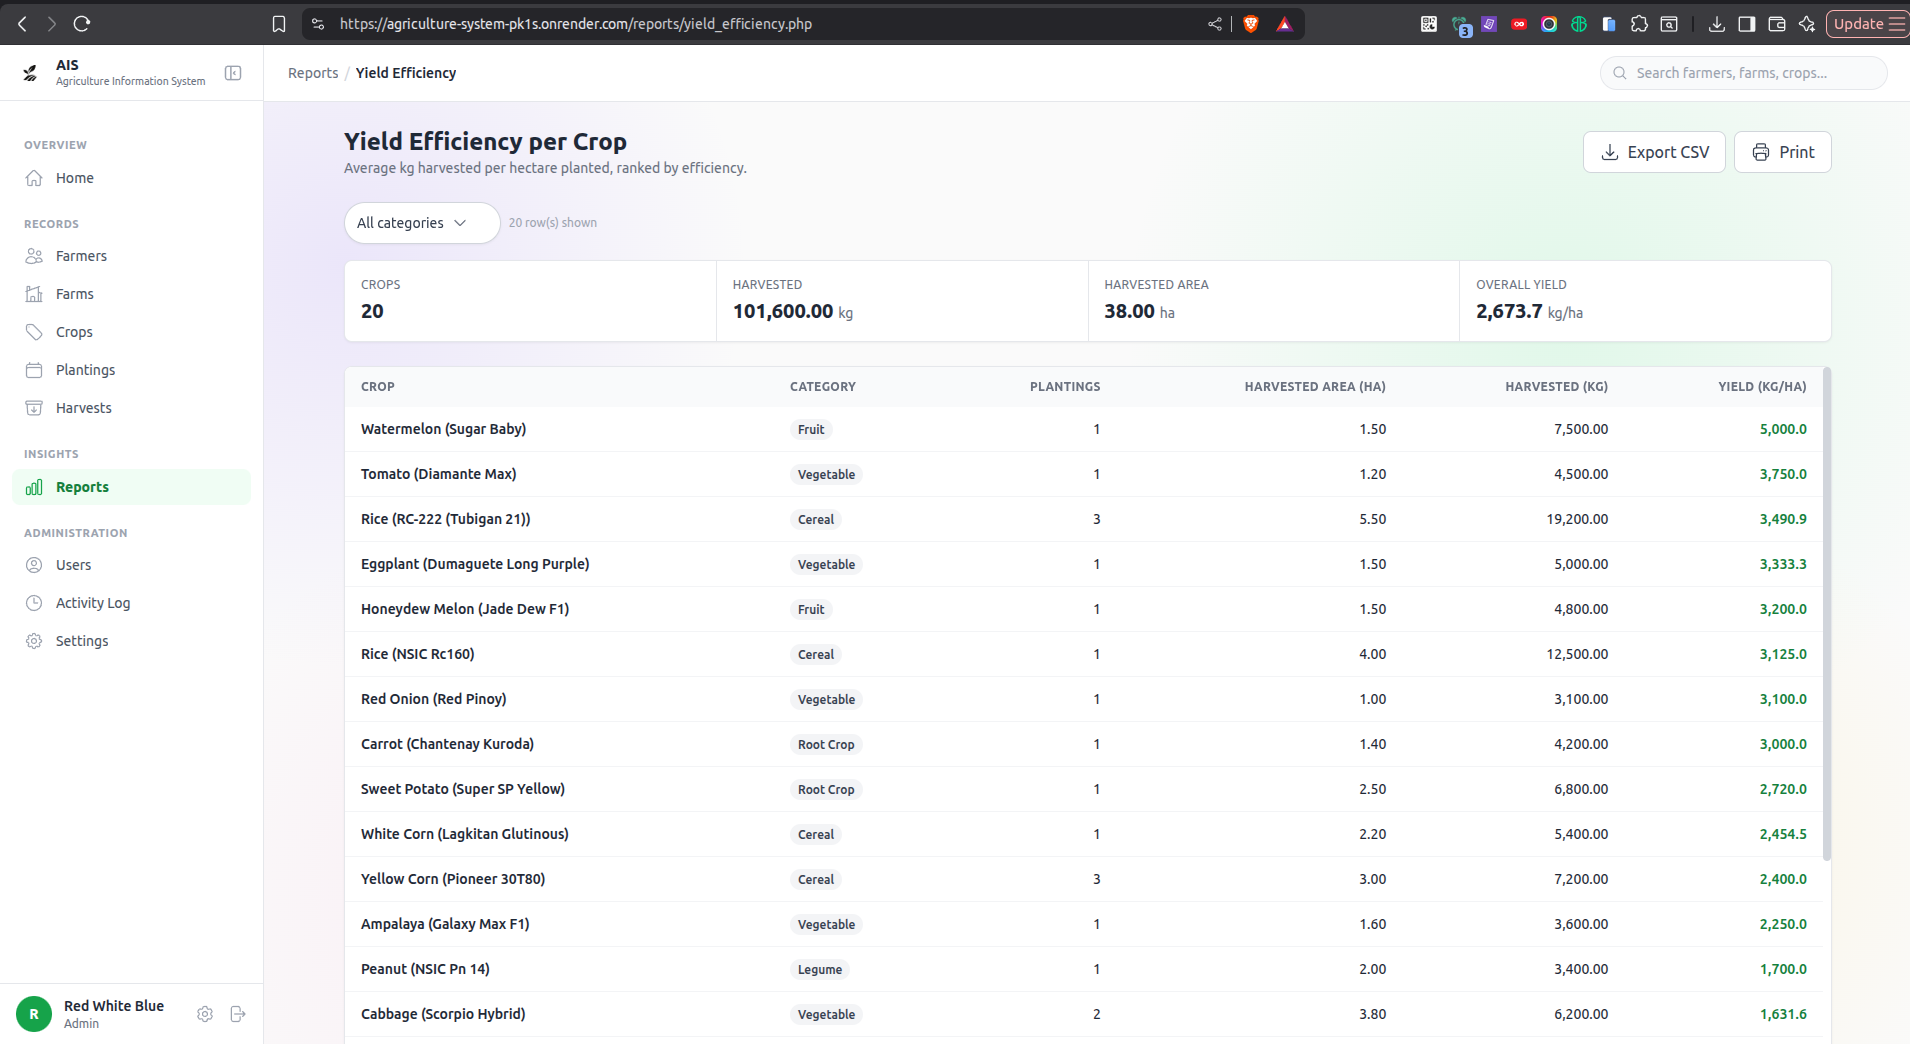 https://agriculture-system-pk1s.onrender.com/reports/yield_efficiency.php
3
Update
AIS
Agriculture Information System
Reports / Yield Efficiency
Search farmers, farms, crops...
OVERVIEW
Home
RECORDS
Farmers
Farms
Crops
Plantings
Harvests
INSIGHTS
Reports
ADMINISTRATION
Users
Activity Log
Settings
R
Red White Blue
Admin
Yield Efficiency per Crop
Average kg harvested per hectare planted, ranked by efficiency.
Export CSV
Print
All categories
20 row(s) shown
CROPS
20
HARVESTED
101,600.00 kg
HARVESTED AREA
38.00 ha
OVERALL YIELD
2,673.7 kg/ha
CROP CATEGORY PLANTINGS HARVESTED AREA (HA) HARVESTED (KG) YIELD (KG/HA)
Watermelon (Sugar Baby) Fruit 1 1.50 7,500.00 5,000.0
Tomato (Diamante Max) Vegetable 1 1.20 4,500.00 3,750.0
Rice (RC-222 (Tubigan 21)) Cereal 3 5.50 19,200.00 3,490.9
Eggplant (Dumaguete Long Purple) Vegetable 1 1.50 5,000.00 3,333.3
Honeydew Melon (Jade Dew F1) Fruit 1 1.50 4,800.00 3,200.0
Rice (NSIC Rc160) Cereal 1 4.00 12,500.00 3,125.0
Red Onion (Red Pinoy) Vegetable 1 1.00 3,100.00 3,100.0
Carrot (Chantenay Kuroda) Root Crop 1 1.40 4,200.00 3,000.0
Sweet Potato (Super SP Yellow) Root Crop 1 2.50 6,800.00 2,720.0
White Corn (Lagkitan Glutinous) Cereal 1 2.20 5,400.00 2,454.5
Yellow Corn (Pioneer 30T80) Cereal 3 3.00 7,200.00 2,400.0
Ampalaya (Galaxy Max F1) Vegetable 1 1.60 3,600.00 2,250.0
Peanut (NSIC Pn 14) Legume 1 2.00 3,400.00 1,700.0
Cabbage (Scorpio Hybrid) Vegetable 2 3.80 6,200.00 1,631.6